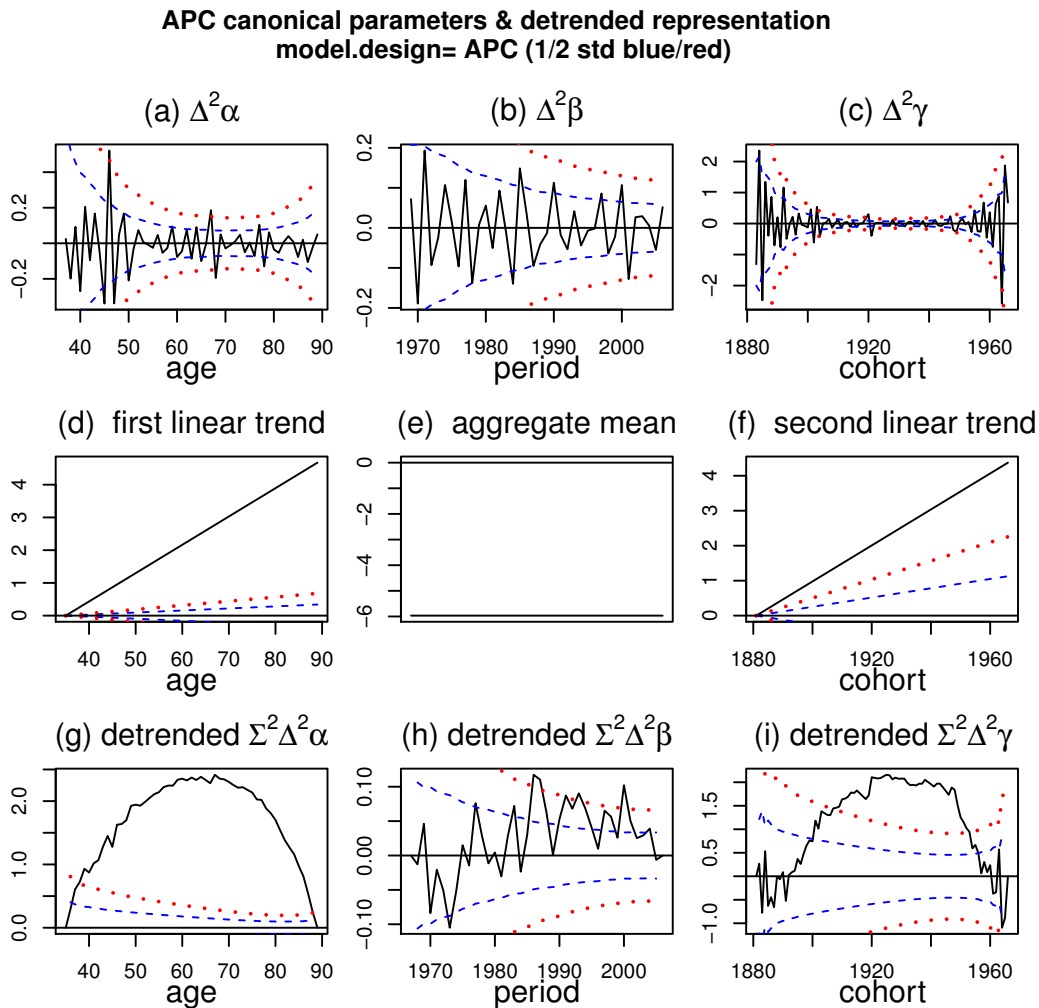 APC canonical parameters & detrended representation
model.design= APC (1/2 std blue/red)
(a) Δ²α
0.2
−0.2
40 50 60 70 80 90
age
(b) Δ²β
0.2
0.1
0.0
−0.2
1970 1980 1990 2000
period
(c) Δ²γ
2
1
0
−2
1880 1920 1960
cohort
(d) first linear trend
4
3
2
1
0
40 50 60 70 80 90
age
(e) aggregate mean
0
−2
−4
−6
(f) second linear trend
4
3
2
1
0
1880 1920 1960
cohort
(g) detrended Σ²Δ²α
2.0
1.0
0.0
40 50 60 70 80 90
age
(h) detrended Σ²Δ²β
0.10
0.00
−0.10
1970 1980 1990 2000
period
(i) detrended Σ²Δ²γ
1.5
0.5
−1.0
1880 1920 1960
cohort